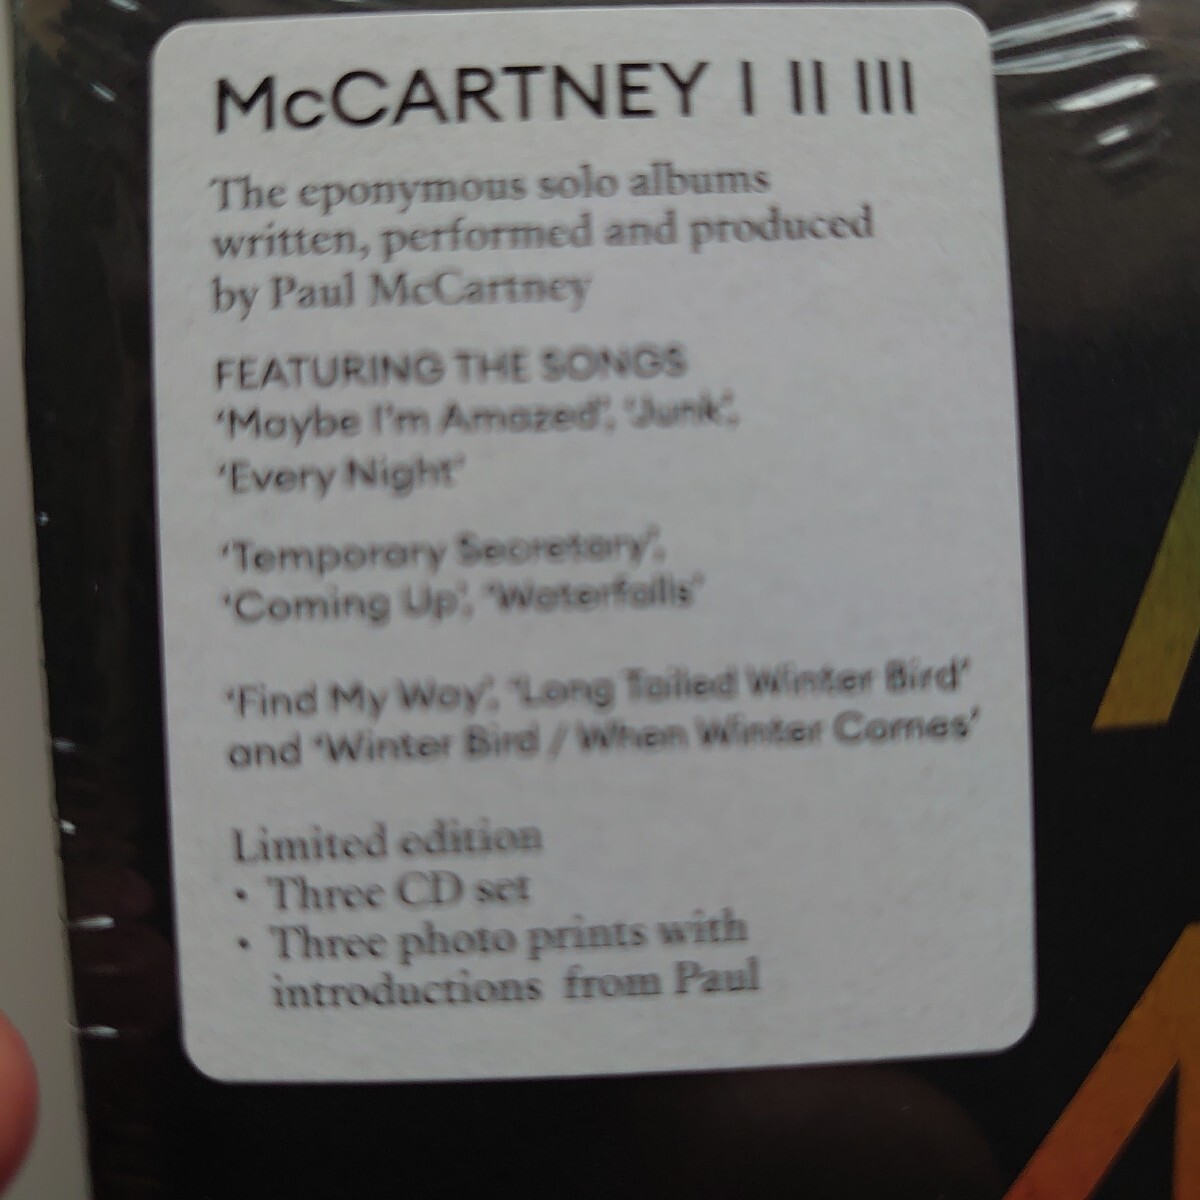 McCARTNEY I II III
The eponymous solo albums
written, performed and produced
by Paul McCartney
FEATURING THE SONGS
‘Maybe I'm Amazed’, ‘Junk’,
‘Every Night’
‘Temporary Secretary’,
‘Coming Up’, ‘Waterfalls’
‘Find My Way’, ‘Long Tailed Winter Bird’
and ‘Winter Bird / When Winter Comes’
Limited edition
• Three CD set
• Three photo prints with
introductions from Paul